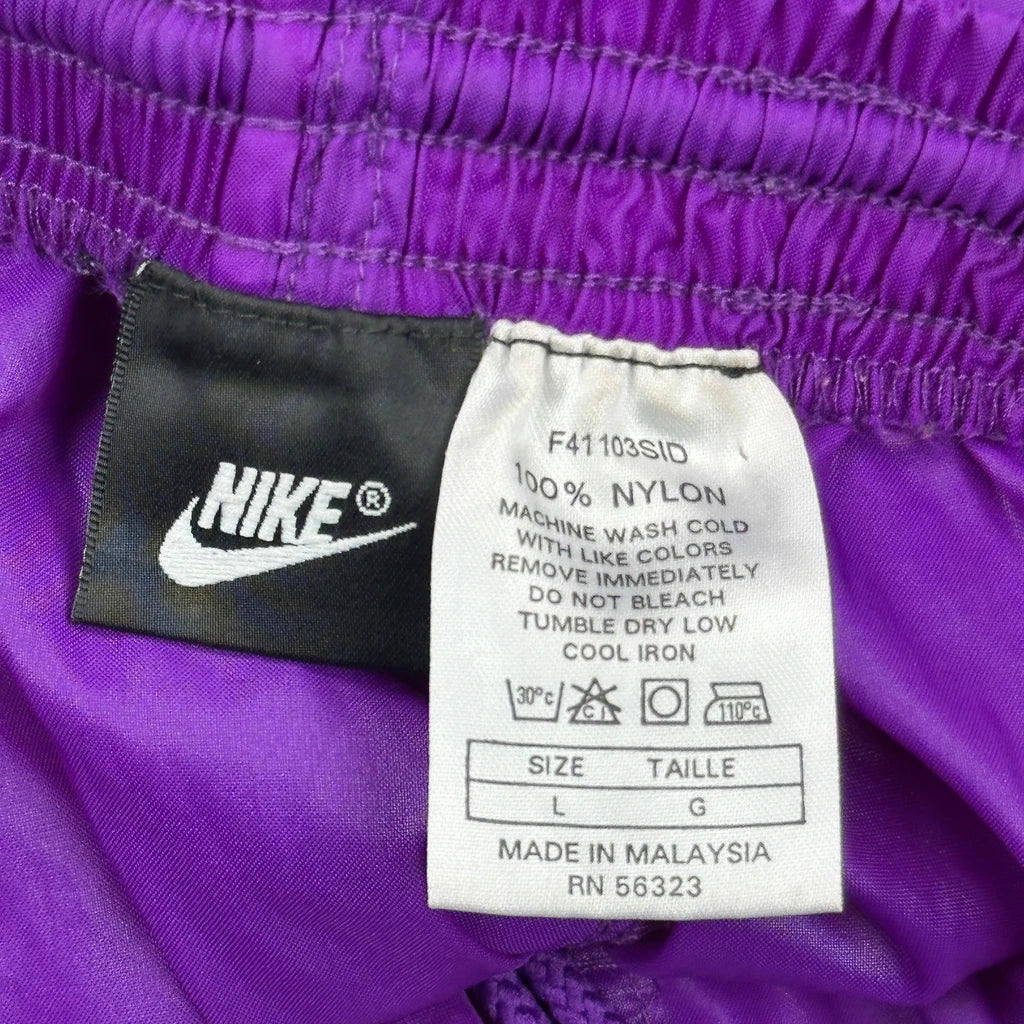 NIKE®
F41103SID
100% NYLON
MACHINE WASH COLD
WITH LIKE COLORS
REMOVE IMMEDIATELY
DO NOT BLEACH
TUMBLE DRY LOW
COOL IRON
30°c Cl 110°c
SIZE TAILLE
L G
MADE IN MALAYSIA
RN 56323